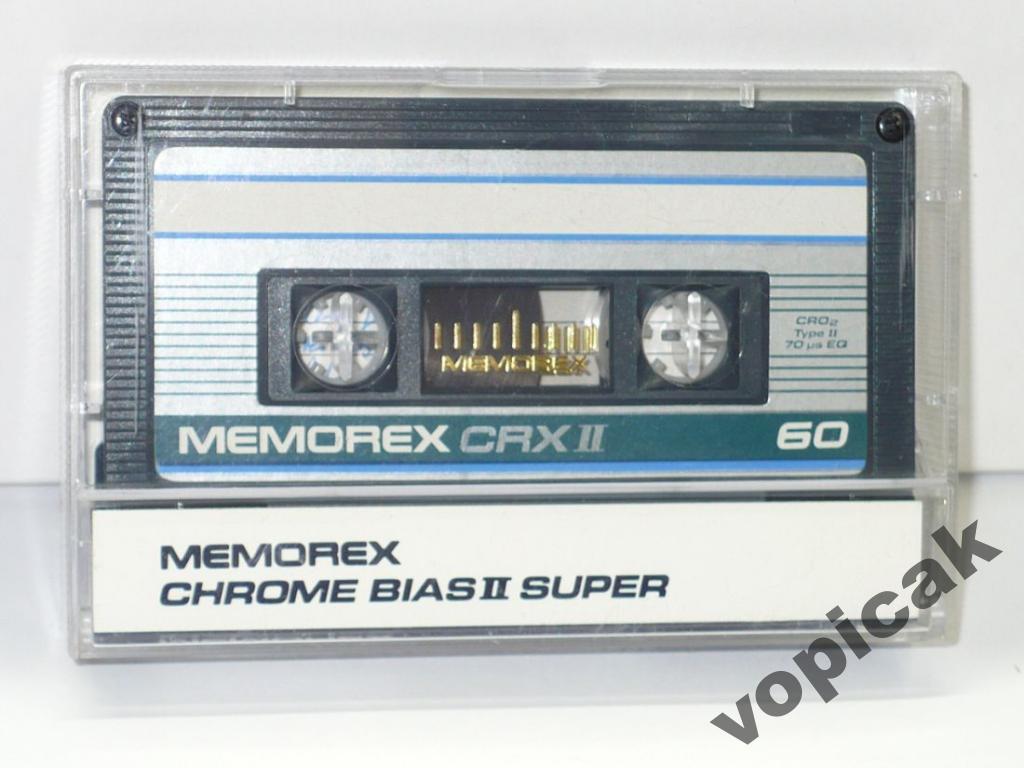 MEMOREX
CRO₂
Type II
70 µs EQ
MEMOREX CRX II 60
MEMOREX
CHROME BIAS II SUPER
vopicak